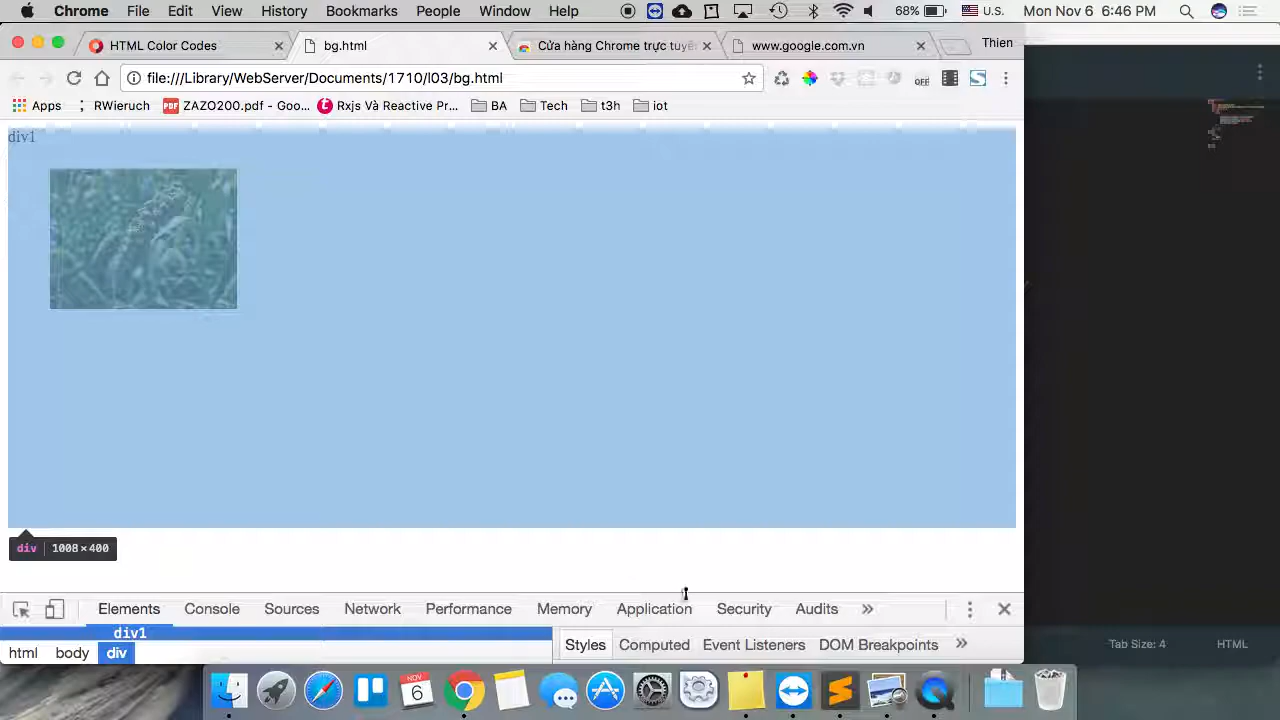 Chrome File Edit View History Bookmarks People Window Help 68% U.S. Mon Nov 6 6:46 PM
HTML Color Codes
bg.html
Cửa hàng Chrome trực tuyến
www.google.com.vn
Thien
file:///Library/WebServer/Documents/1710/l03/bg.html
OFF
Apps RWieruch ZAZO200.pdf - Goo... Rxjs Và Reactive Pr... BA Tech t3h iot
div1
div 1008×400
Elements Console Sources Network Performance Memory Application Security Audits »
div1
Styles Computed Event Listeners DOM Breakpoints »
html body div
Tab Size: 4 HTML
NOV
6